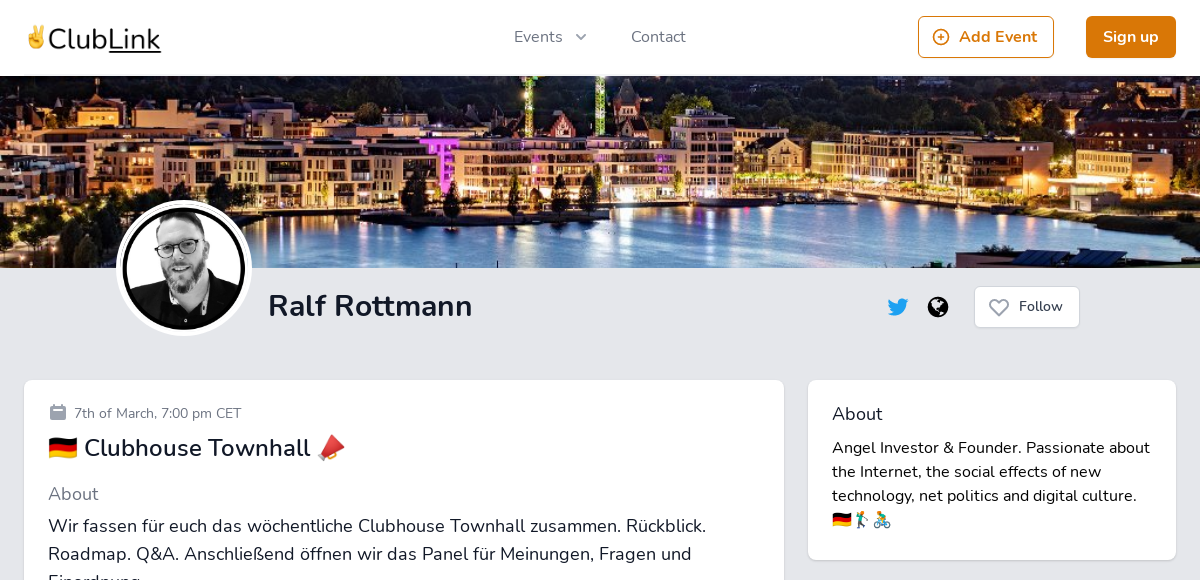 ✌️ClubLink
Events
Contact
Add Event
Sign up
Ralf Rottmann
Follow
7th of March, 7:00 pm CET
🇩🇪 Clubhouse Townhall 📣
About
Wir fassen für euch das wöchentliche Clubhouse Townhall zusammen. Rückblick.
Roadmap. Q&A. Anschließend öffnen wir das Panel für Meinungen, Fragen und
Einordnung.
About
Angel Investor & Founder. Passionate about
the Internet, the social effects of new
technology, net politics and digital culture.
🇩🇪🏌️‍♂️🚴‍♂️